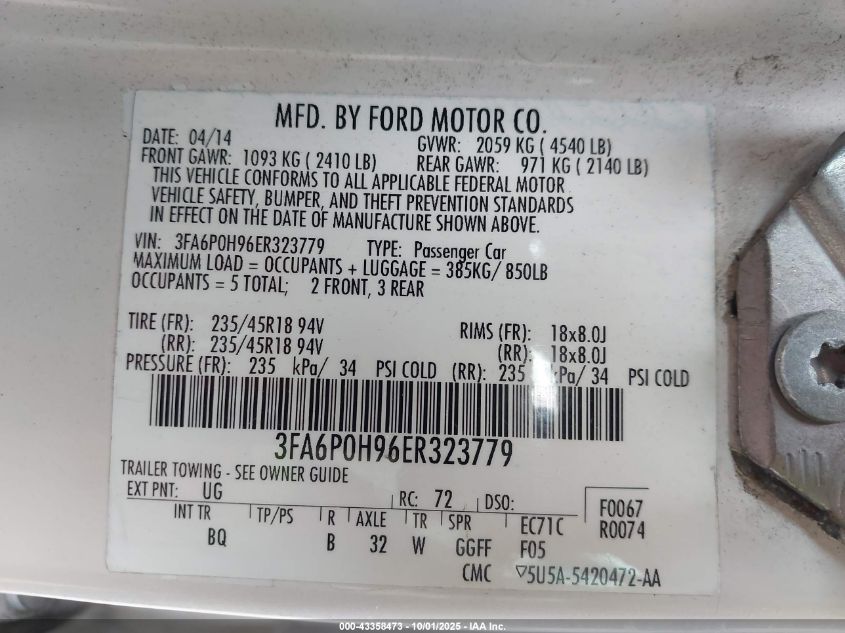 MFD. BY FORD MOTOR CO.
DATE: 04/14 GVWR: 2059 KG ( 4540 LB)
FRONT GAWR: 1093 KG ( 2410 LB) REAR GAWR: 971 KG ( 2140 LB)
THIS VEHICLE CONFORMS TO ALL APPLICABLE FEDERAL MOTOR
VEHICLE SAFETY, BUMPER, AND THEFT PREVENTION STANDARDS
IN EFFECT ON THE DATE OF MANUFACTURE SHOWN ABOVE.
VIN: 3FA6P0H96ER323779 TYPE: Passenger Car
MAXIMUM LOAD = OCCUPANTS + LUGGAGE = 385KG/ 850LB
OCCUPANTS = 5 TOTAL; 2 FRONT, 3 REAR
TIRE (FR): 235/45R18 94V RIMS (FR): 18x8.0J
(RR): 235/45R18 94V (RR): 18x8.0J
PRESSURE (FR): 235 kPa/ 34 PSI COLD (RR): 235 kPa/ 34 PSI COLD
3FA6P0H96ER323779
TRAILER TOWING - SEE OWNER GUIDE
EXT PNT: UG RC: 72 DSO: F0067
INT TR TP/PS R AXLE TR SPR EC71C R0074
BQ B 32 W GGFF F05
CMC ▽5U5A-5420472-AA
000-43358473 - 10/01/2025 - IAA Inc.